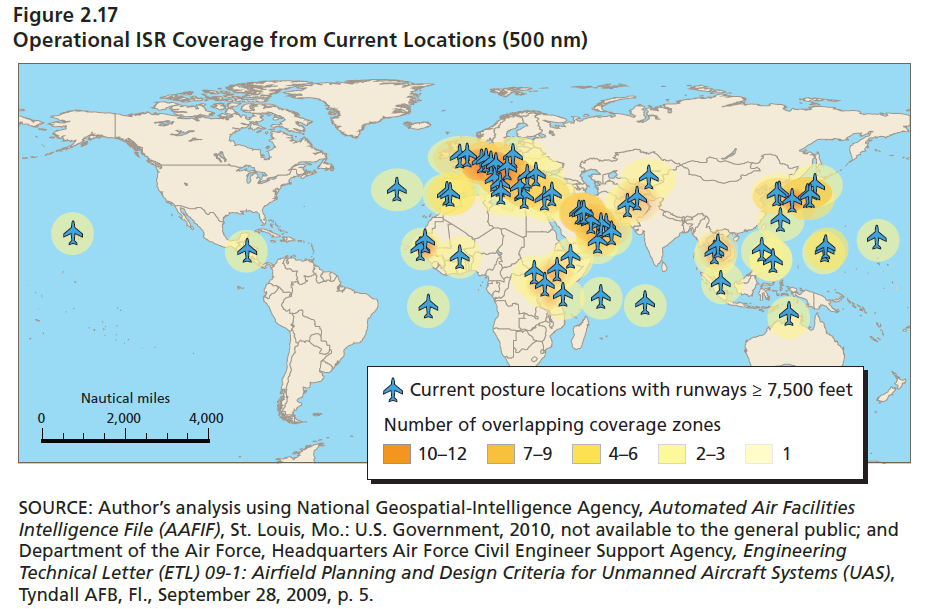 Figure 2.17
Operational ISR Coverage from Current Locations (500 nm)
Nautical miles
0 2,000 4,000
Current posture locations with runways ≥ 7,500 feet
Number of overlapping coverage zones
10–12 7–9 4–6 2–3 1
SOURCE: Author's analysis using National Geospatial-Intelligence Agency, Automated Air Facilities
Intelligence File (AAFIF), St. Louis, Mo.: U.S. Government, 2010, not available to the general public; and
Department of the Air Force, Headquarters Air Force Civil Engineer Support Agency, Engineering
Technical Letter (ETL) 09-1: Airfield Planning and Design Criteria for Unmanned Aircraft Systems (UAS),
Tyndall AFB, Fl., September 28, 2009, p. 5.